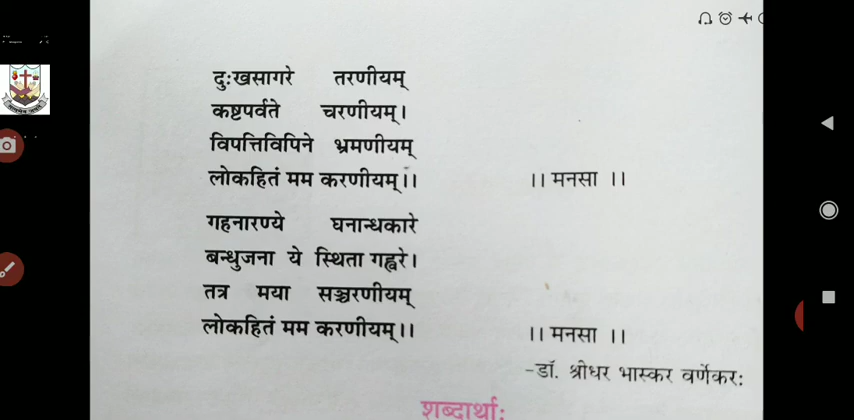 दुःखसागरे तरणीयम्
कष्टपर्वते चरणीयम्।
विपत्तिविपिने भ्रमणीयम्
लोकहितं मम करणीयम्।। ।। मनसा ।।
गहनारण्ये घनान्धकारे
बन्धुजना ये स्थिता गह्वरे।
तत्र मया सञ्चरणीयम्
लोकहितं मम करणीयम्।। ।। मनसा ।।
-डॉ. श्रीधर भास्कर वर्णेकरः
शब्दार्थाः